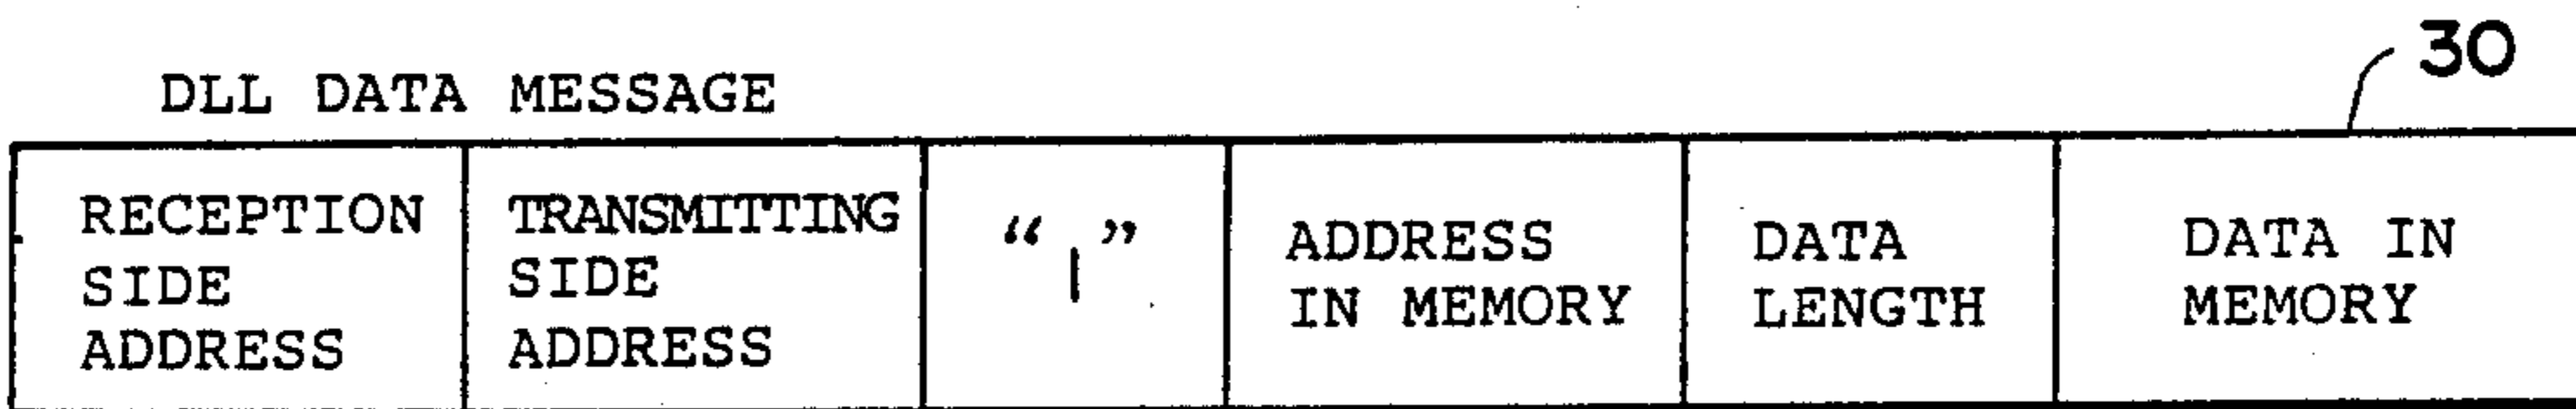 30
DLL DATA MESSAGE
RECEPTION
SIDE
ADDRESS
TRANSMITTING
SIDE
ADDRESS
“1”
ADDRESS
IN MEMORY
DATA
LENGTH
DATA IN
MEMORY